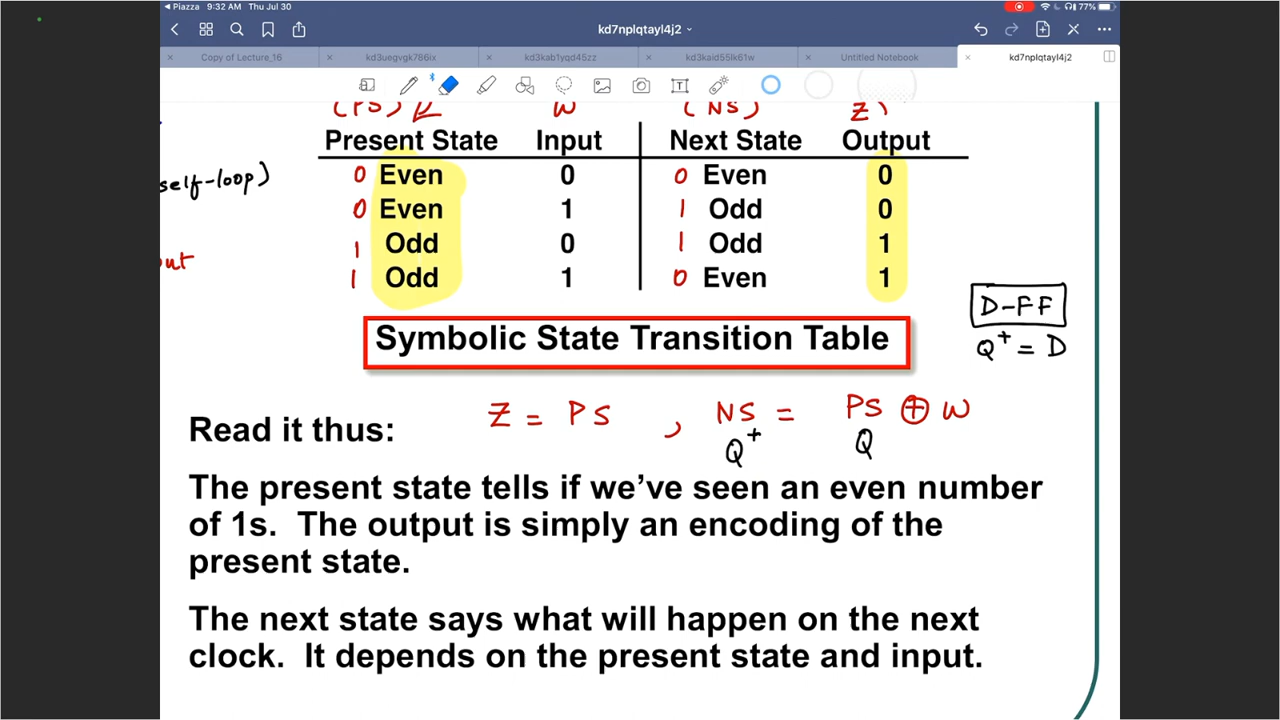 Piazza 9:32 AM Thu Jul 30 77%
kd7nplqtayl4j2
Copy of Lecture_16 kd3uegvgk786ix kd3kab1yqd45zz kd3kaid55lk61w Untitled Notebook kd7nplqtayl4j2
(PS) W (NS) Z
Present State Input Next State Output
0 Even 0 0 Even 0
self-loop)
0 Even 1 1 Odd 0
1 Odd 0 1 Odd 1
out
1 Odd 1 0 Even 1
D-FF
Symbolic State Transition Table
Q+ = D
Z = PS , NS = PS ⊕ W
Read it thus:
Q+ Q
The present state tells if we've seen an even number
of 1s. The output is simply an encoding of the
present state.
The next state says what will happen on the next
clock. It depends on the present state and input.